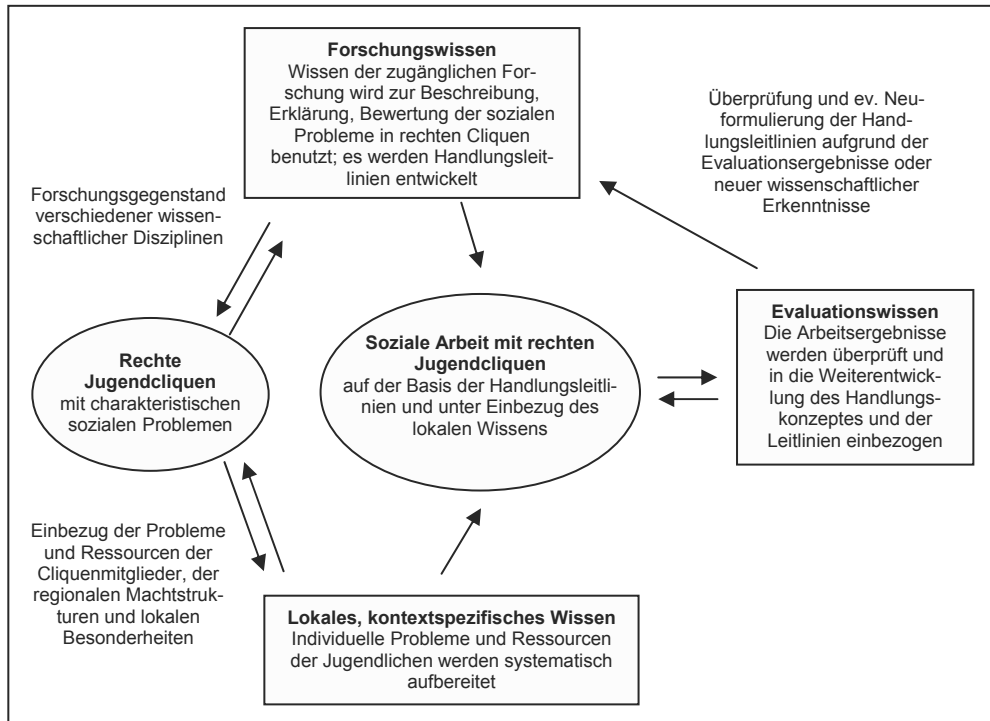 Forschungswissen
Wissen der zugänglichen For-
schung wird zur Beschreibung,
Erklärung, Bewertung der sozialen
Probleme in rechten Cliquen
benutzt; es werden Handlungsleit-
linien entwickelt
Überprüfung und ev. Neu-
formulierung der Hand-
lungsleitlinien aufgrund der
Evaluationsergebnisse oder
neuer wissenschaftlicher
Erkenntnisse
Forschungsgegenstand
verschiedener wissen-
schaftlicher Disziplinen
Rechte
Jugendcliquen
mit charakteristischen
sozialen Problemen
Soziale Arbeit mit rechten
Jugendcliquen
auf der Basis der Handlungsleitli-
nien und unter Einbezug des
lokalen Wissens
Evaluationswissen
Die Arbeitsergebnisse
werden überprüft und
in die Weiterentwick-
lung des Handlungs-
konzeptes und der
Leitlinien einbezogen
Einbezug der Probleme
und Ressourcen der
Cliquenmitglieder, der
regionalen Machtstruk-
turen und lokalen
Besonderheiten
Lokales, kontextspezifisches Wissen
Individuelle Probleme und Ressourcen
der Jugendlichen werden systematisch
aufbereitet